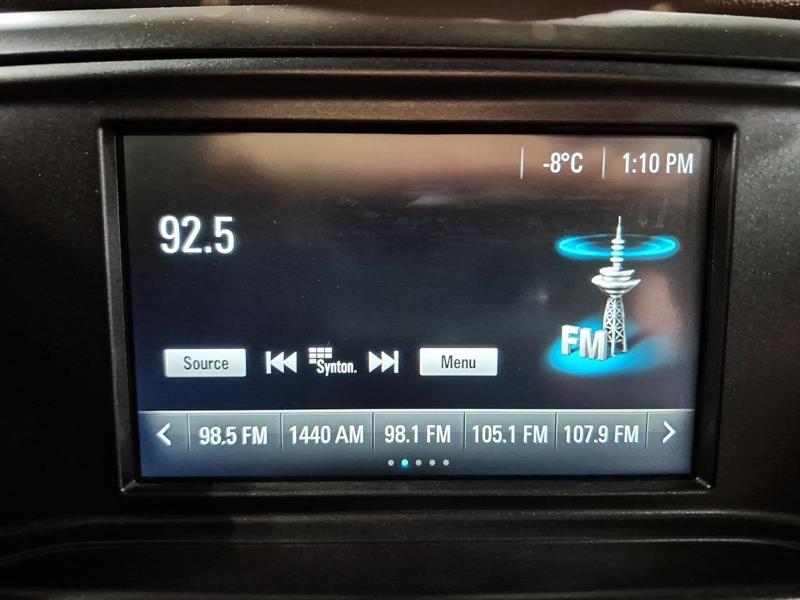 -8°C 1:10 PM
92.5
FM
Source Synton. Menu
98.5 FM 1440 AM 98.1 FM 105.1 FM 107.9 FM